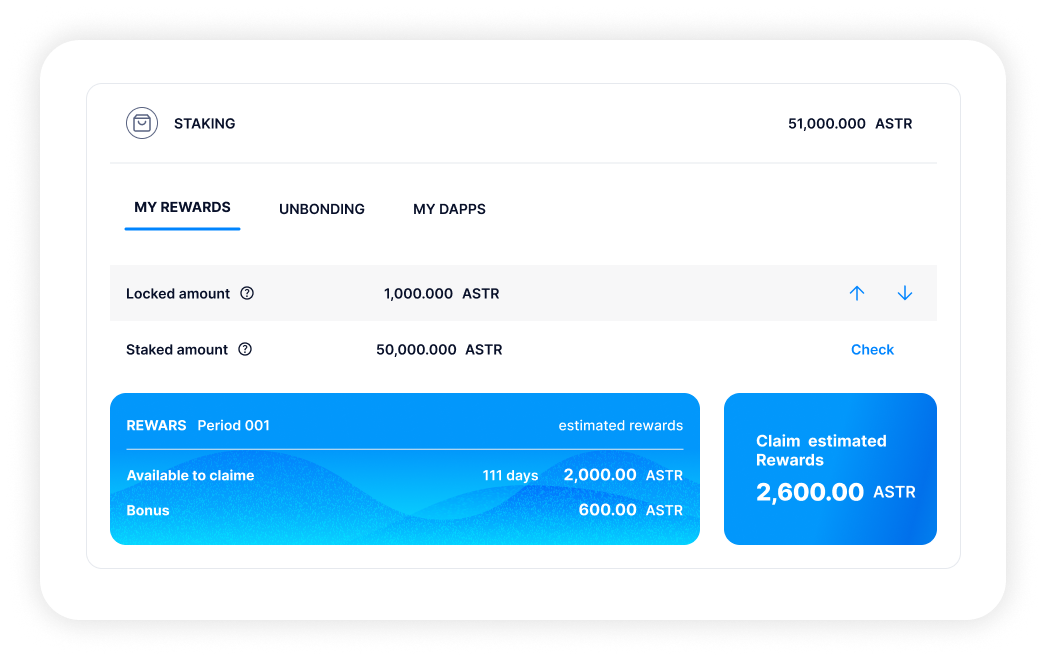 STAKING 51,000.000 ASTR
MY REWARDS UNBONDING MY DAPPS
Locked amount ? 1,000.000 ASTR
Staked amount ? 50,000.000 ASTR Check
REWARS Period 001 estimated rewards
Available to claime 111 days 2,000.00 ASTR
Bonus 600.00 ASTR
Claim estimated
Rewards
2,600.00 ASTR